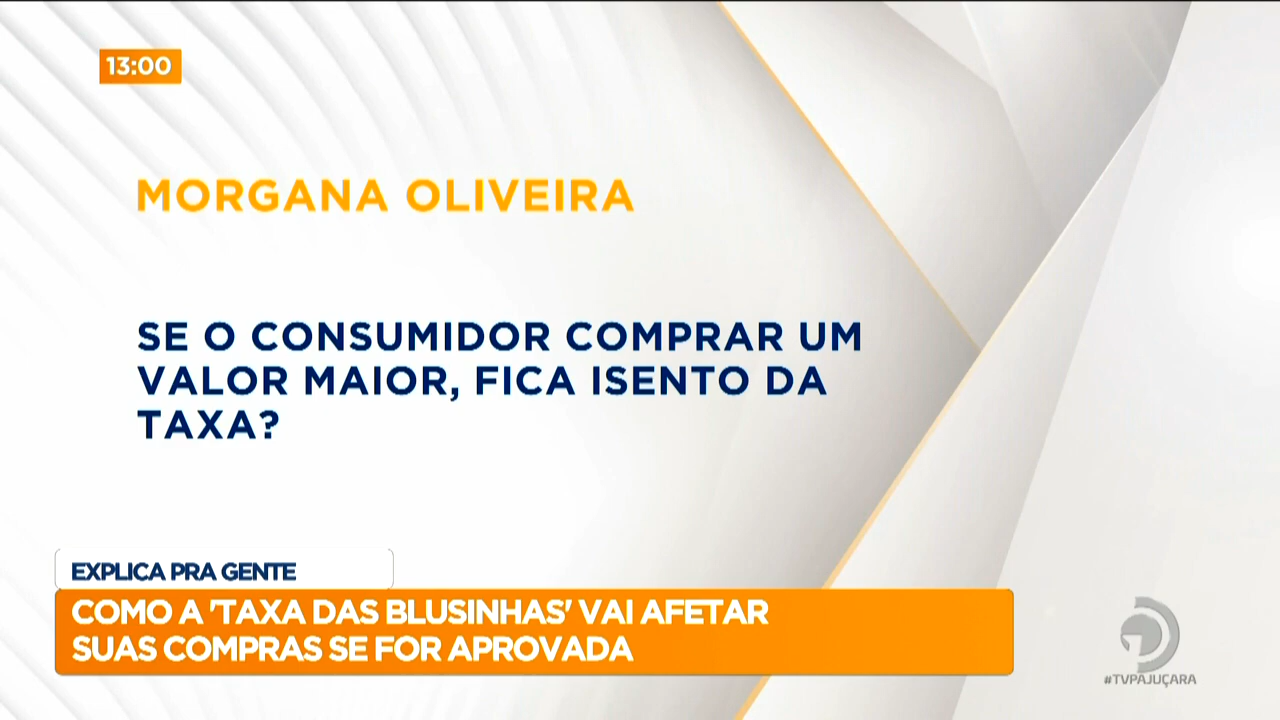 13:00
MORGANA OLIVEIRA
SE O CONSUMIDOR COMPRAR UM
VALOR MAIOR, FICA ISENTO DA
TAXA?
EXPLICA PRA GENTE
COMO A 'TAXA DAS BLUSINHAS' VAI AFETAR
SUAS COMPRAS SE FOR APROVADA
#TVPAJUÇARA